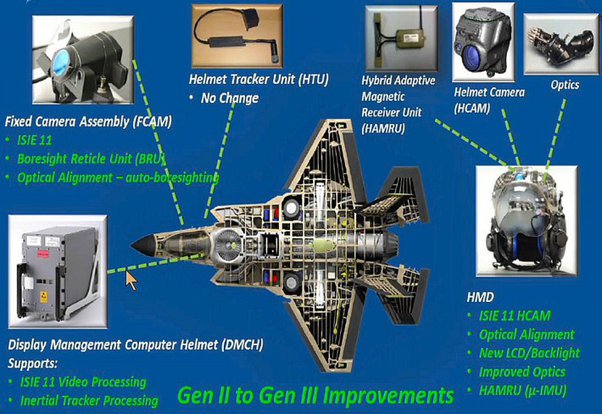 Fixed Camera Assembly (FCAM)
• ISIE 11
• Boresight Reticle Unit (BRU)
• Optical Alignment – auto-boresighting
Helmet Tracker Unit (HTU)
• No Change
Hybrid Adaptive
Magnetic
Receiver Unit
(HAMRU)
Helmet Camera
(HCAM)
Optics
Display Management Computer Helmet (DMCH)
Supports:
• ISIE 11 Video Processing
• Inertial Tracker Processing
HMD
• ISIE 11 HCAM
• Optical Alignment
• New LCD/Backlight
• Improved Optics
• HAMRU (µ-IMU)
Gen II to Gen III Improvements